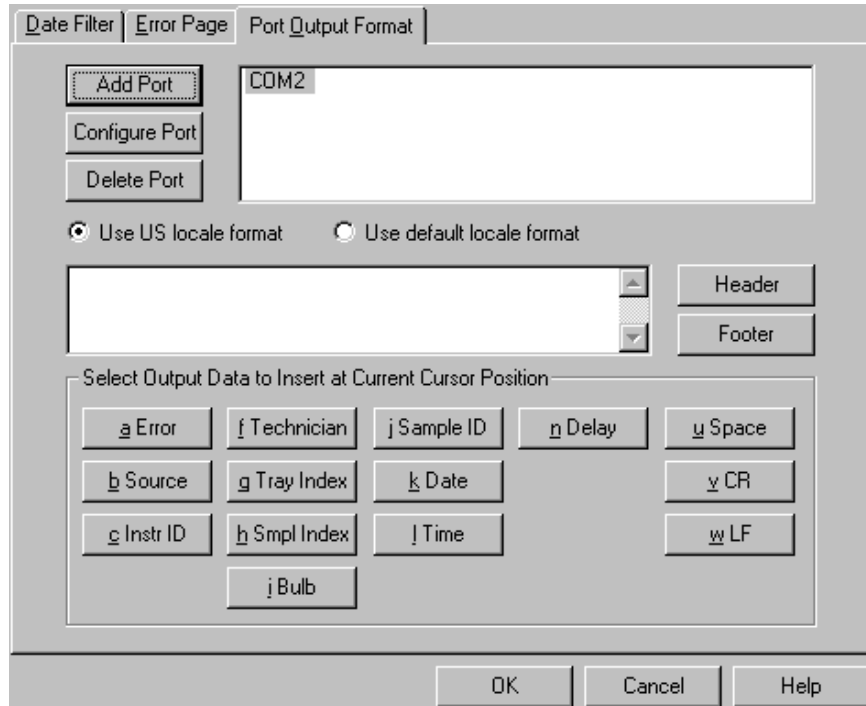 Date Filter Error Page Port Output Format
Add Port
COM2
Configure Port
Delete Port
Use US locale format Use default locale format
Header
Footer
Select Output Data to Insert at Current Cursor Position
a Error f Technician j Sample ID n Delay u Space
b Source g Tray Index k Date v CR
c Instr ID h Smpl Index l Time w LF
i Bulb
OK Cancel Help